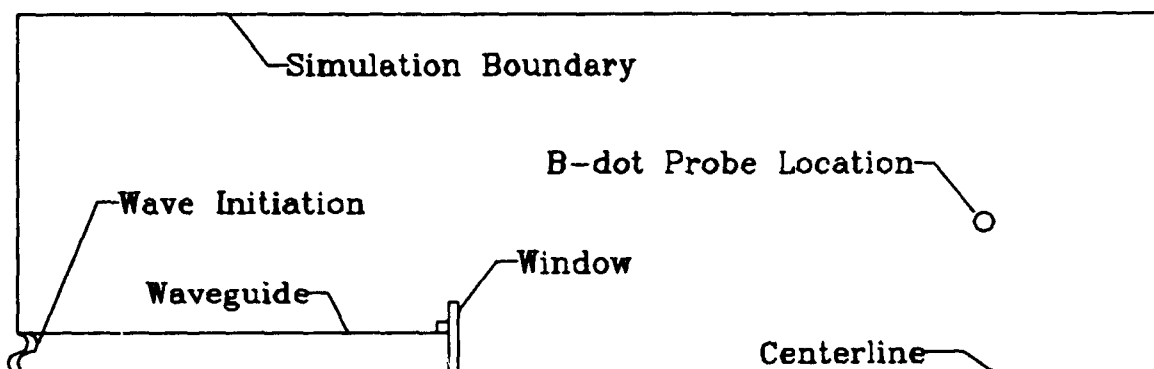 Simulation Boundary
B-dot Probe Location
Wave Initiation
Window
Waveguide
Centerline